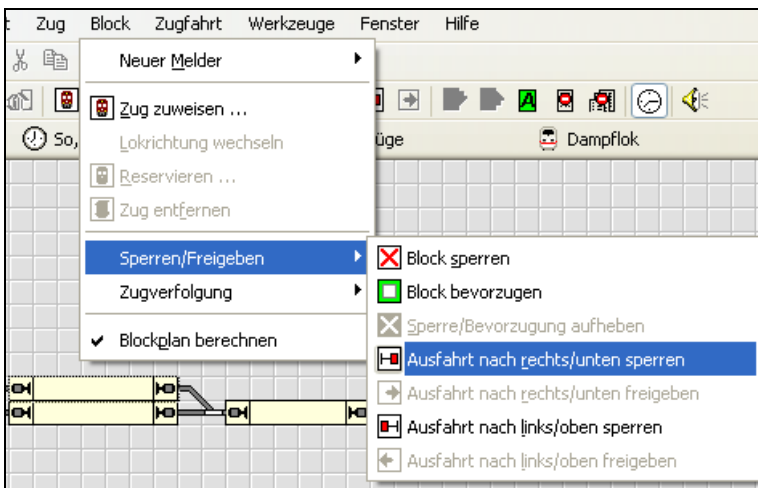 t Zug Block Zugfahrt Werkzeuge Fenster Hilfe
Neuer Melder
Zug zuweisen ...
So, Lokrichtung wechseln üge Dampflok
Reservieren ...
Zug entfernen
Sperren/Freigeben
Block sperren
Zugverfolgung
Block bevorzugen
Sperre/Bevorzugung aufheben
✔ Blockplan berechnen
Ausfahrt nach rechts/unten sperren
Ausfahrt nach rechts/unten freigeben
Ausfahrt nach links/oben sperren
Ausfahrt nach links/oben freigeben